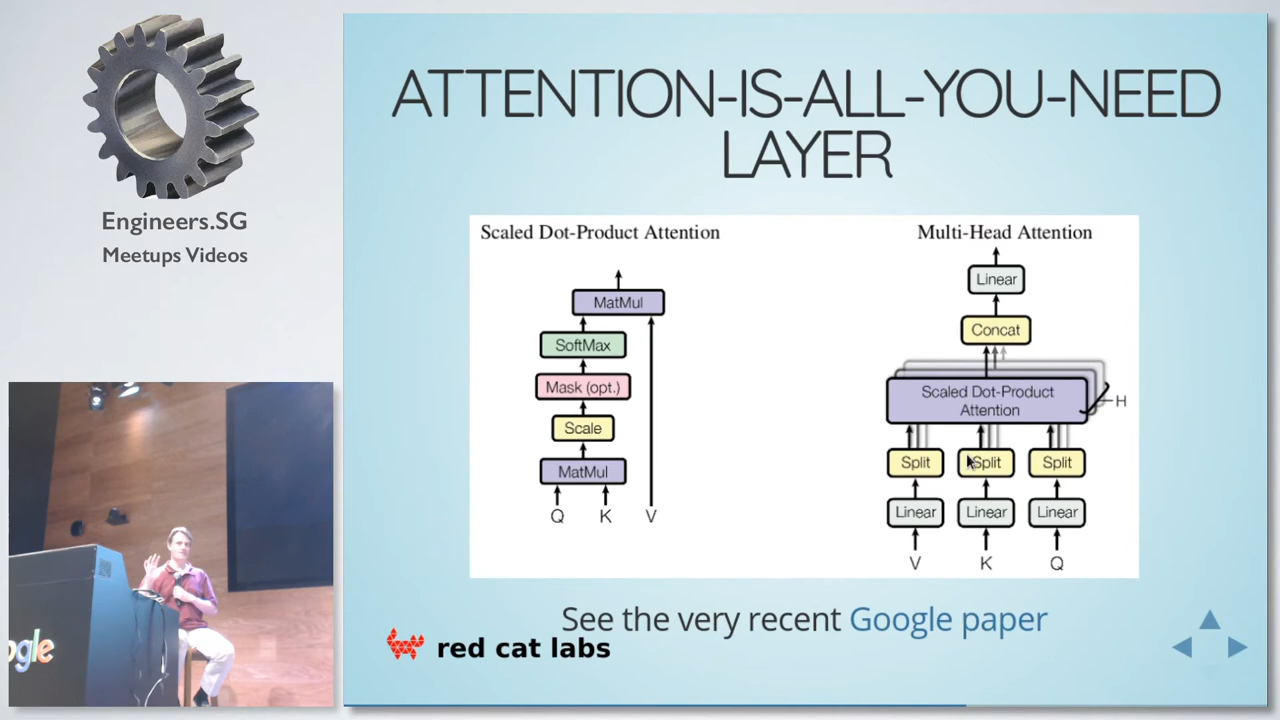 Engineers.SG
Meetups Videos
ATTENTION-IS-ALL-YOU-NEED
LAYER
Scaled Dot-Product Attention
MatMul
SoftMax
Mask (opt.)
Scale
MatMul
Q K V
Multi-Head Attention
Linear
Concat
Scaled Dot-Product
Attention
H
Split Split Split
Linear Linear Linear
V K Q
See the very recent Google paper
red cat labs
ogle